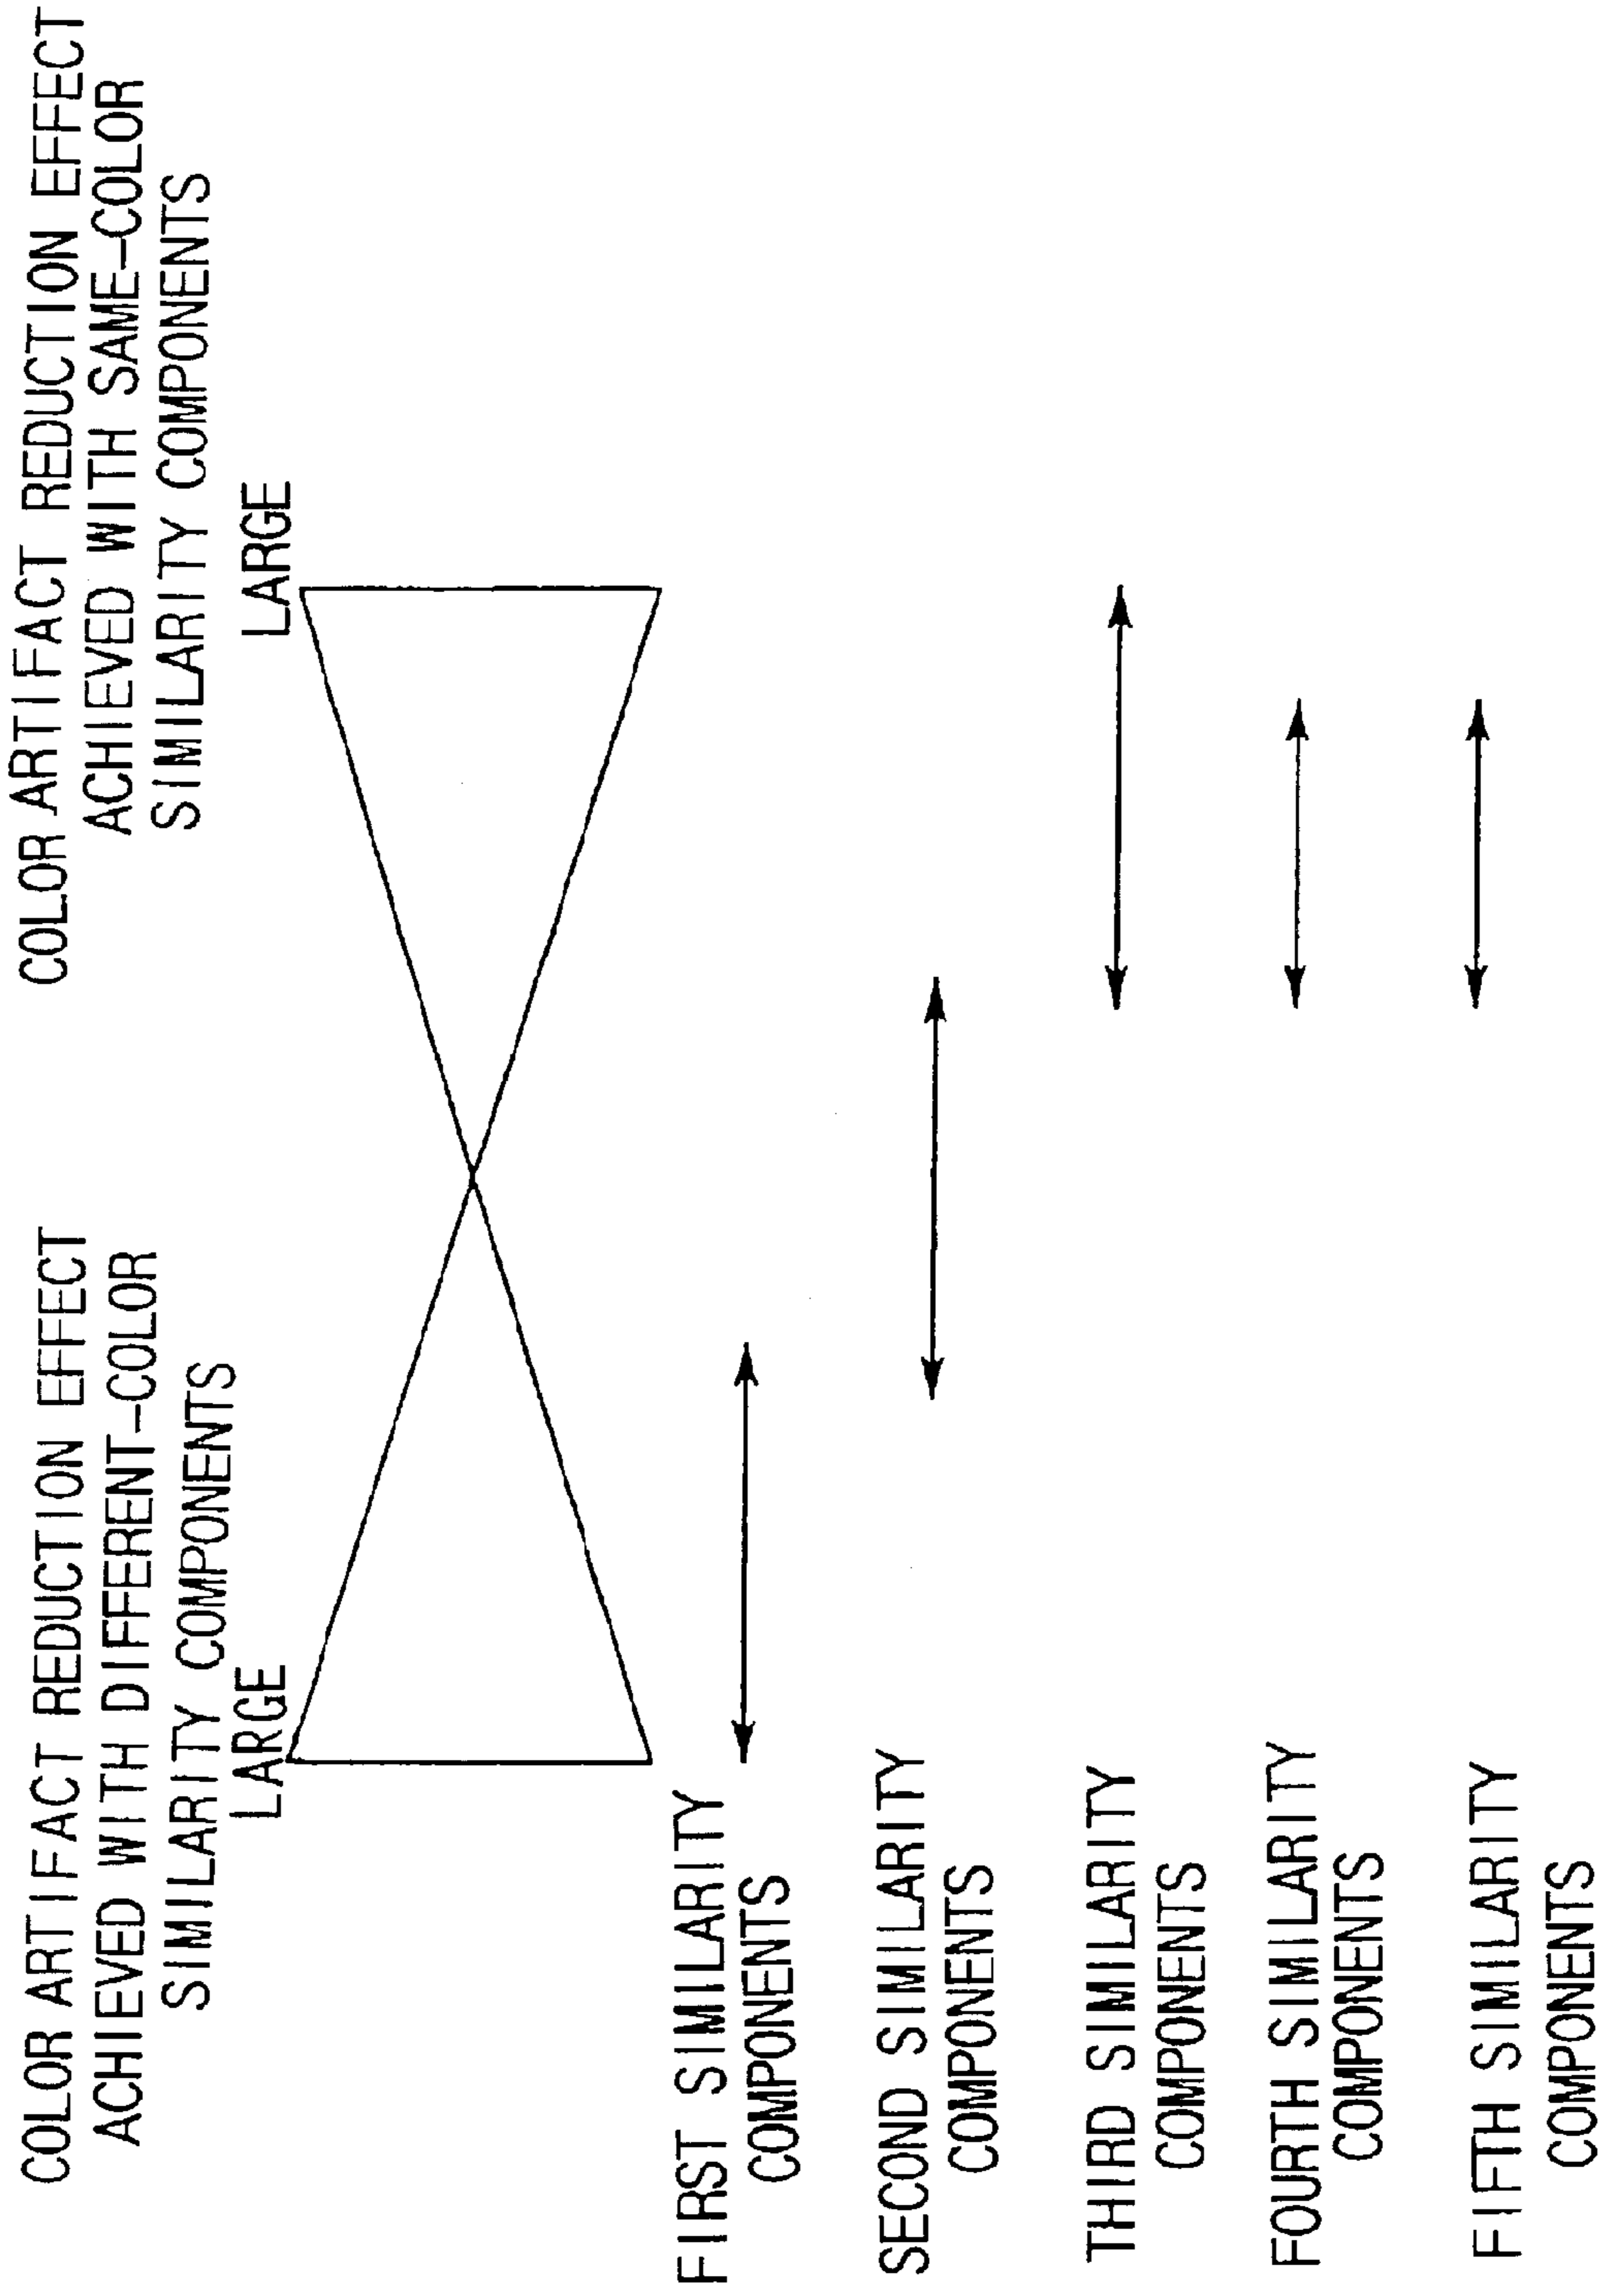 COLOR ARTIFACT REDUCTION EFFECT
ACHIEVED WITH DIFFERENT-COLOR
SIMILARITY COMPONENTS
LARGE
COLOR ARTIFACT REDUCTION EFFECT
ACHIEVED WITH SAME-COLOR
SIMILARITY COMPONENTS
LARGE
FIRST SIMILARITY
COMPONENTS
SECOND SIMILARITY
COMPONENTS
THIRD SIMILARITY
COMPONENTS
FOURTH SIMILARITY
COMPONENTS
FIFTH SIMILARITY
COMPONENTS